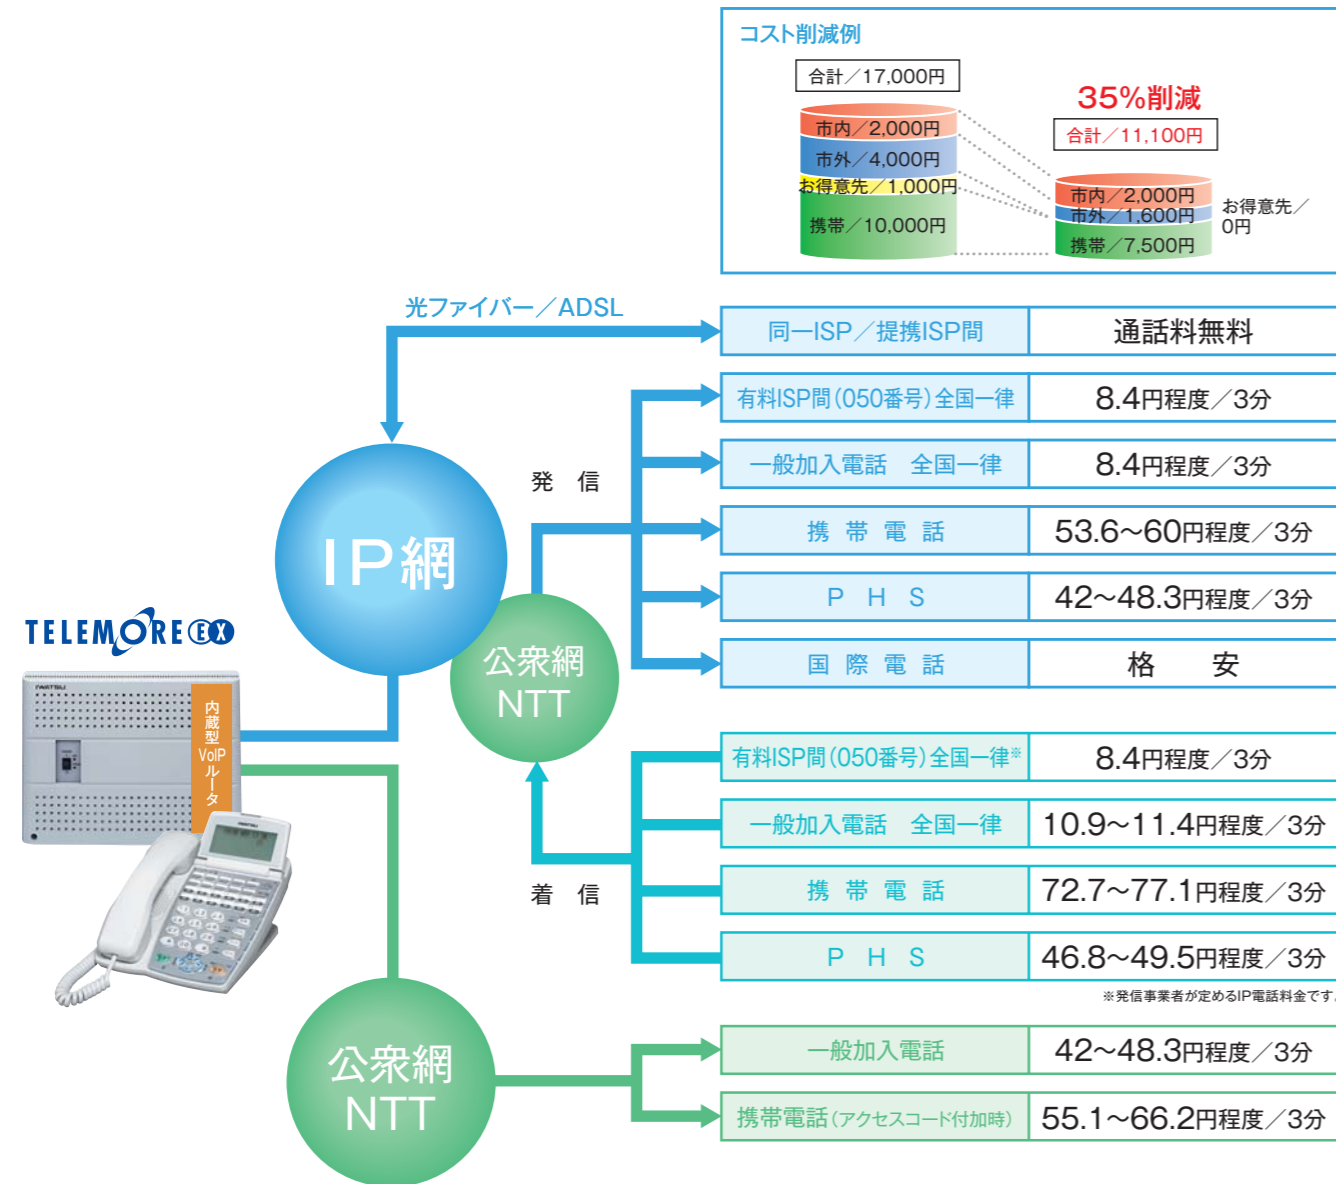 コスト削減例
合計／17,000円
市内／2,000円
市外／4,000円
お得意先／1,000円
携帯／10,000円
35%削減
合計／11,100円
市内／2,000円
市外／1,600円
携帯／7,500円
お得意先／
0円
光ファイバー／ADSL
同一ISP／提携ISP間 通話料無料
有料ISP間（050番号）全国一律 8.4円程度／3分
一般加入電話　全国一律 8.4円程度／3分
携帯電話 53.6～60円程度／3分
PHS 42～48.3円程度／3分
国際電話 格安
発信
IP網
公衆網
NTT
TELEMORE EX
IWATSU
内蔵型VoIPルータ
有料ISP間（050番号）全国一律※ 8.4円程度／3分
一般加入電話　全国一律 10.9～11.4円程度／3分
携帯電話 72.7～77.1円程度／3分
PHS 46.8～49.5円程度／3分
着信
※発信事業者が定めるIP電話料金です。
公衆網
NTT
一般加入電話 42～48.3円程度／3分
携帯電話（アクセスコード付加時） 55.1～66.2円程度／3分